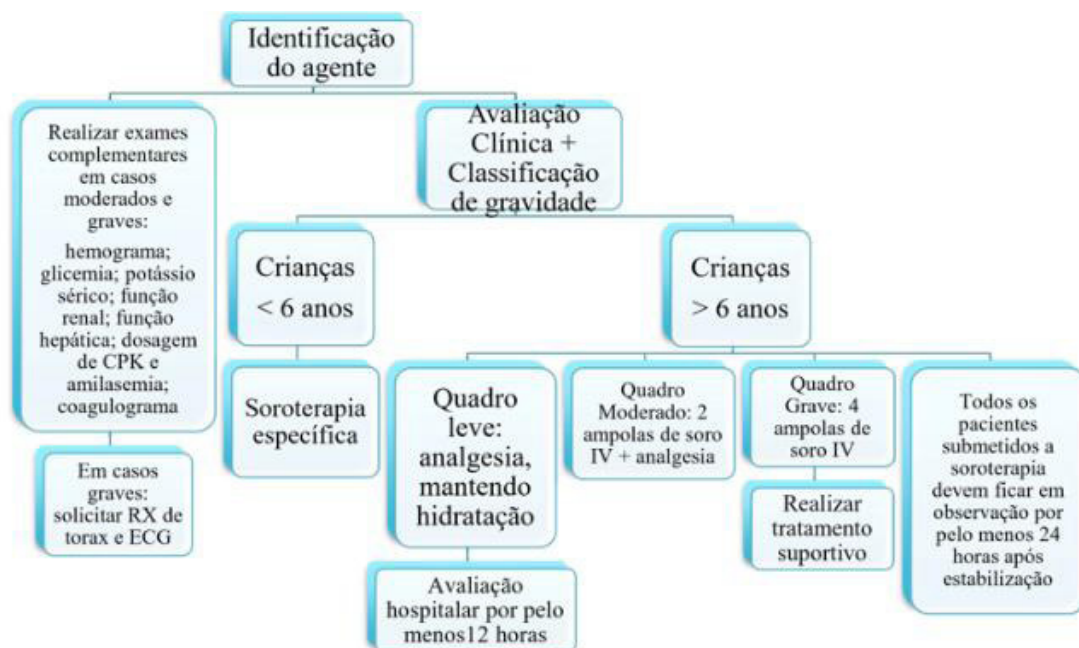 Identificação
do agente
Realizar exames
complementares
em casos
moderados e
graves:
hemograma;
glicemia; potássio
sérico; função
renal; função
hepática; dosagem
de CPK e
amilasemia;
coagulograma
Em casos
graves:
solicitar RX de
torax e ECG
Avaliação
Clínica +
Classificação
de gravidade
Crianças
< 6 anos
Soroterapia
específica
Crianças
> 6 anos
Quadro
leve:
analgesia,
mantendo
hidratação
Avaliação
hospitalar por pelo
menos12 horas
Quadro
Moderado: 2
ampolas de soro
IV + analgesia
Quadro
Grave: 4
ampolas de
soro IV
Realizar
tratamento
suportivo
Todos os
pacientes
submetidos a
soroterapia
devem ficar em
observação por
pelo menos 24
horas após
estabilização